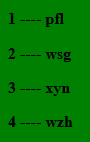 1 ---- pfl
2 ---- wsg
3 ---- xyn
4 ---- wzh